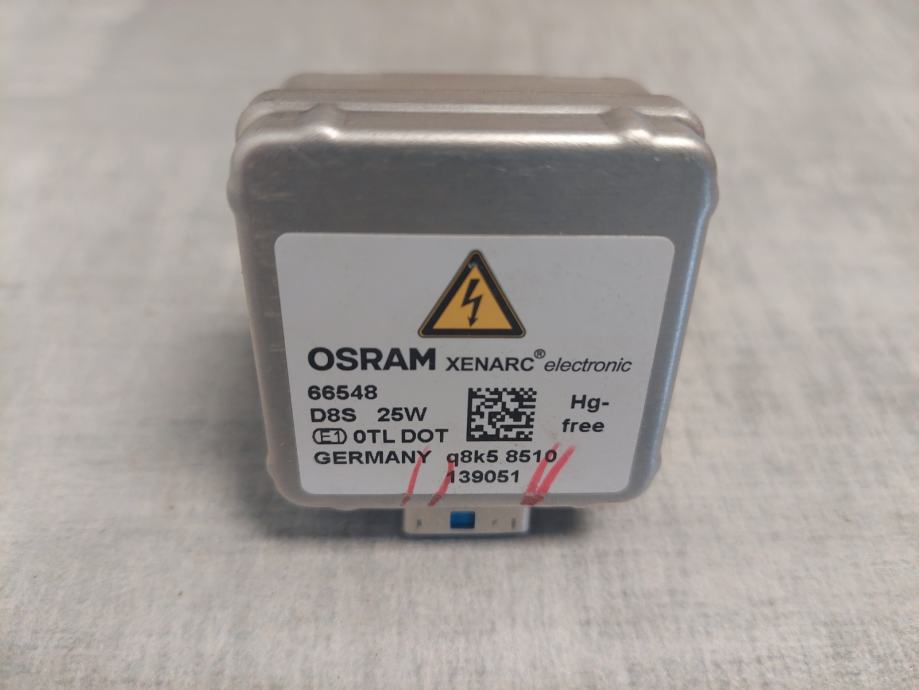 OSRAM XENARC® electronic
66548
D8S 25W
Hg-
free
E1 0TL DOT
GERMANY q8k5 8510
139051